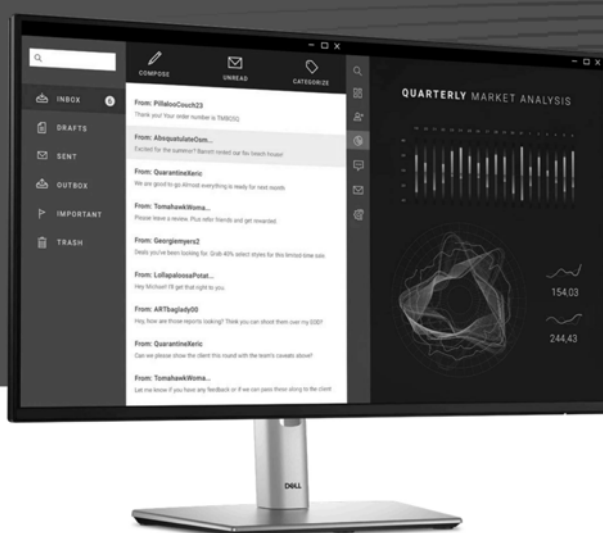 COMPOSE
UNREAD
CATEGORIZE
INBOX 6
DRAFTS
SENT
OUTBOX
IMPORTANT
TRASH
From: PillalooCouch23
Thank you! Your order number is
From: AbsquatulateOsm...
Excited for the summer? Barrett rented our fav beach house!
From: QuarantineXeric
We are good to go Almost everything is ready for next month
From: TomahawkWoma...
Please leave a review. Plus refer friends and get rewarded.
From: Georgiemyers2
Deals you've been looking for. Grab 40% select styles for this limited-time sale.
From: LollapaloosaPotat...
Hey Michael! I'll get that right to you.
From: ARTbaglady00
Hey, how are those reports looking? Think you can shoot them over my EOD?
From: QuarantineXeric
Can we please show the client this round with the team's caveats above?
From: TomahawkWoma...
Let me know if you have any feedback or if we can pass these along to the client
QUARTERLY MARKET ANALYSIS
154,03
244,43
DELL